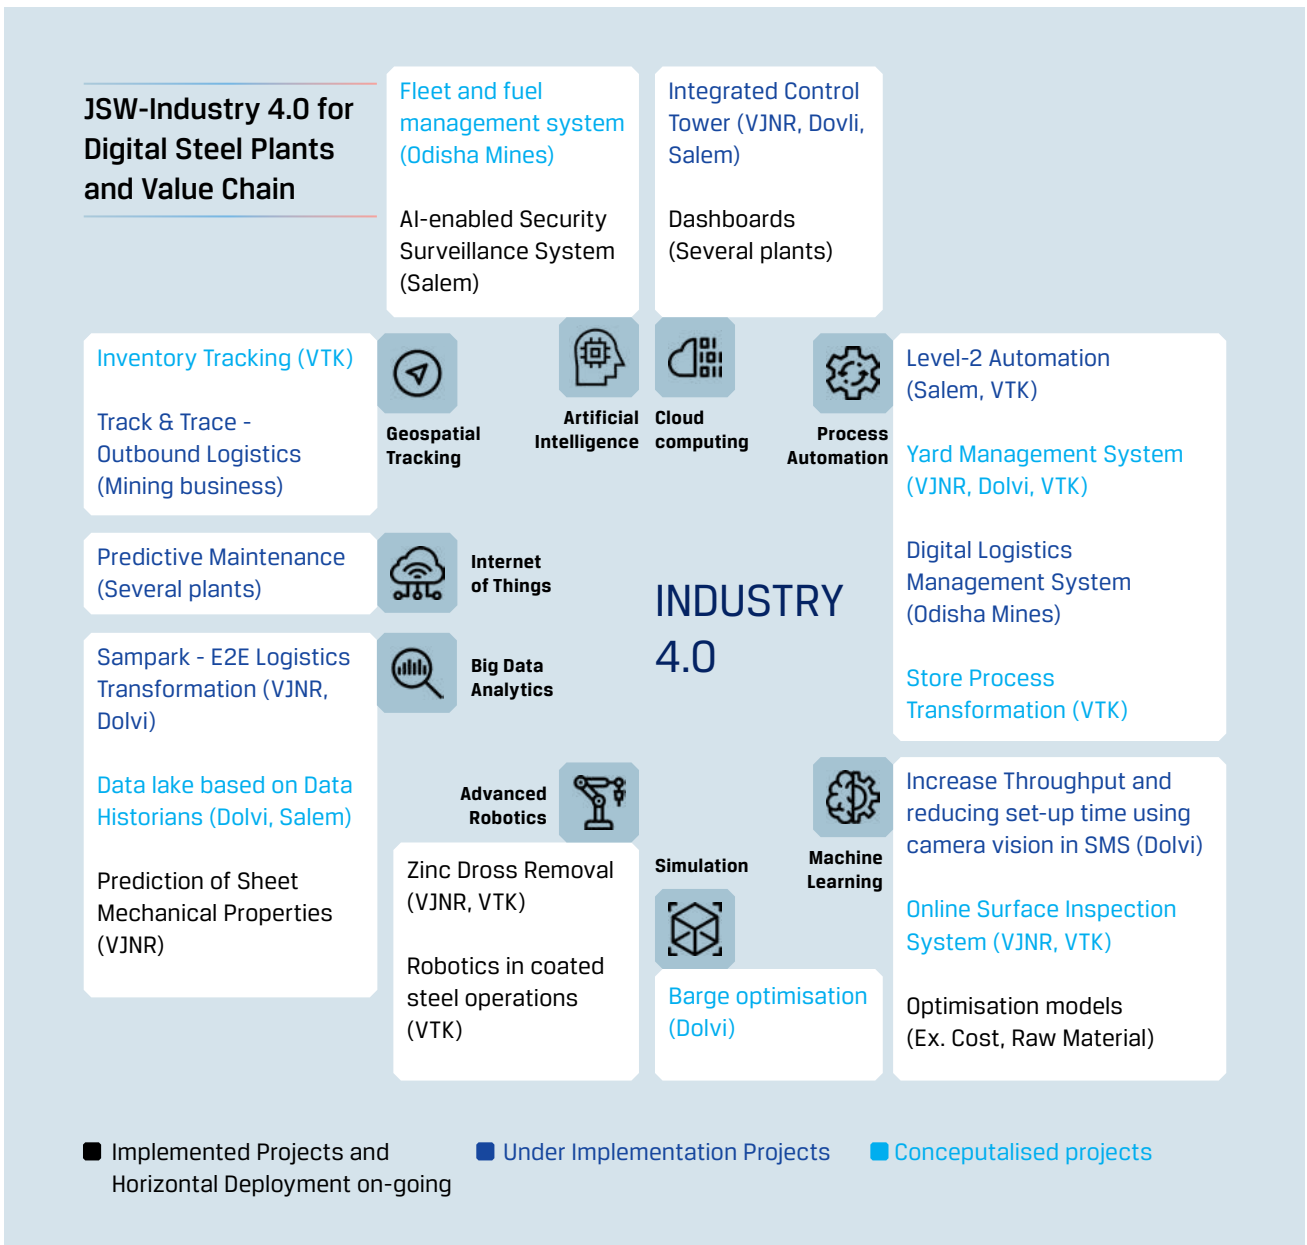 JSW-Industry 4.0 for
Digital Steel Plants
and Value Chain
Fleet and fuel
management system
(Odisha Mines)
AI-enabled Security
Surveillance System
(Salem)
Integrated Control
Tower (VJNR, Dovli,
Salem)
Dashboards
(Several plants)
Inventory Tracking (VTK)
Track & Trace -
Outbound Logistics
(Mining business)
Geospatial
Tracking
Artificial
Intelligence
Cloud
computing
Process
Automation
Level-2 Automation
(Salem, VTK)
Yard Management System
(VJNR, Dolvi, VTK)
Digital Logistics
Management System
(Odisha Mines)
Store Process
Transformation (VTK)
Predictive Maintenance
(Several plants)
Internet
of Things
INDUSTRY
4.0
Sampark - E2E Logistics
Transformation (VJNR,
Dolvi)
Data lake based on Data
Historians (Dolvi, Salem)
Prediction of Sheet
Mechanical Properties
(VJNR)
Big Data
Analytics
Advanced
Robotics
Zinc Dross Removal
(VJNR, VTK)
Robotics in coated
steel operations
(VTK)
Simulation
Barge optimisation
(Dolvi)
Machine
Learning
Increase Throughput and
reducing set-up time using
camera vision in SMS (Dolvi)
Online Surface Inspection
System (VJNR, VTK)
Optimisation models
(Ex. Cost, Raw Material)
Implemented Projects and
Horizontal Deployment on-going
Under Implementation Projects
Conceputalised projects